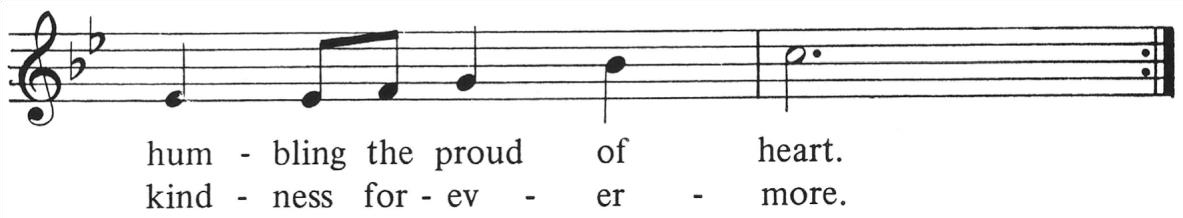 hum - bling the proud of heart.
kind - ness for - ev - er - more.